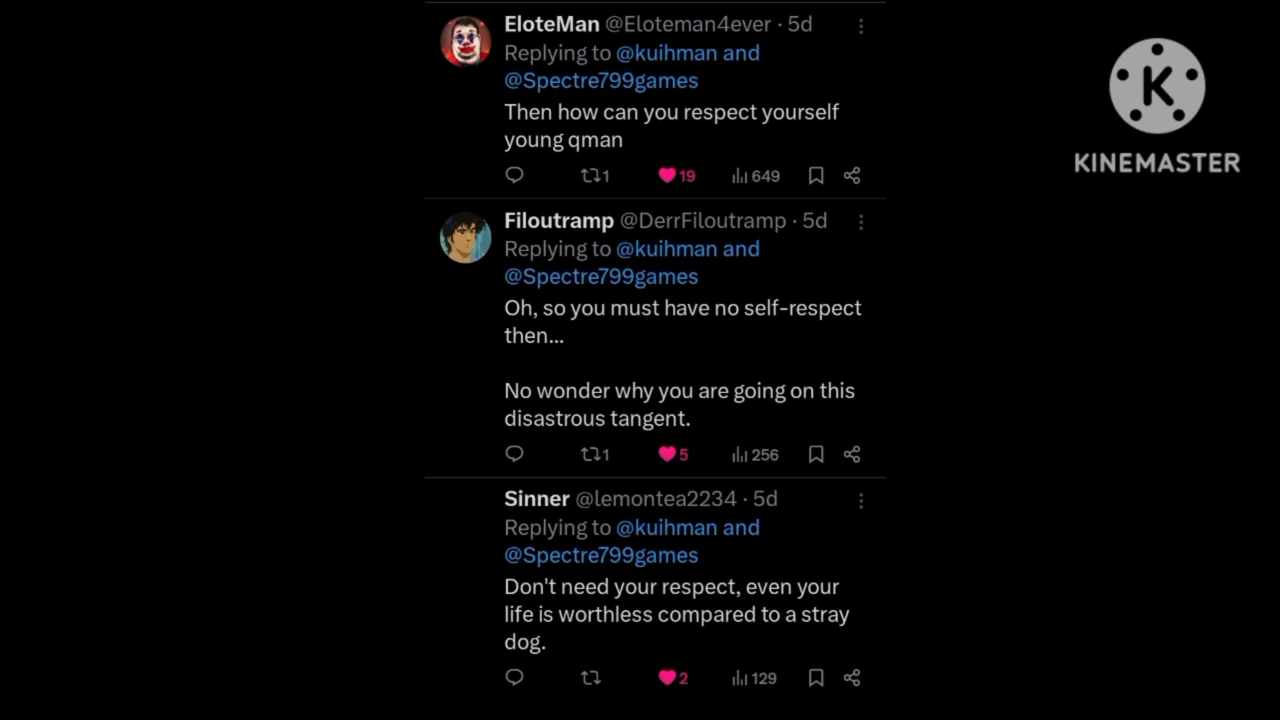 EloteMan @Eloteman4ever · 5d
Replying to @kuihman and
@Spectre799games
Then how can you respect yourself
young qman
1 19 649
K
KINEMASTER
Filoutramp @DerrFiloutramp · 5d
Replying to @kuihman and
@Spectre799games
Oh, so you must have no self-respect
then...
No wonder why you are going on this
disastrous tangent.
1 5 256
Sinner @lemontea2234 · 5d
Replying to @kuihman and
@Spectre799games
Don't need your respect, even your
life is worthless compared to a stray
dog.
2 129